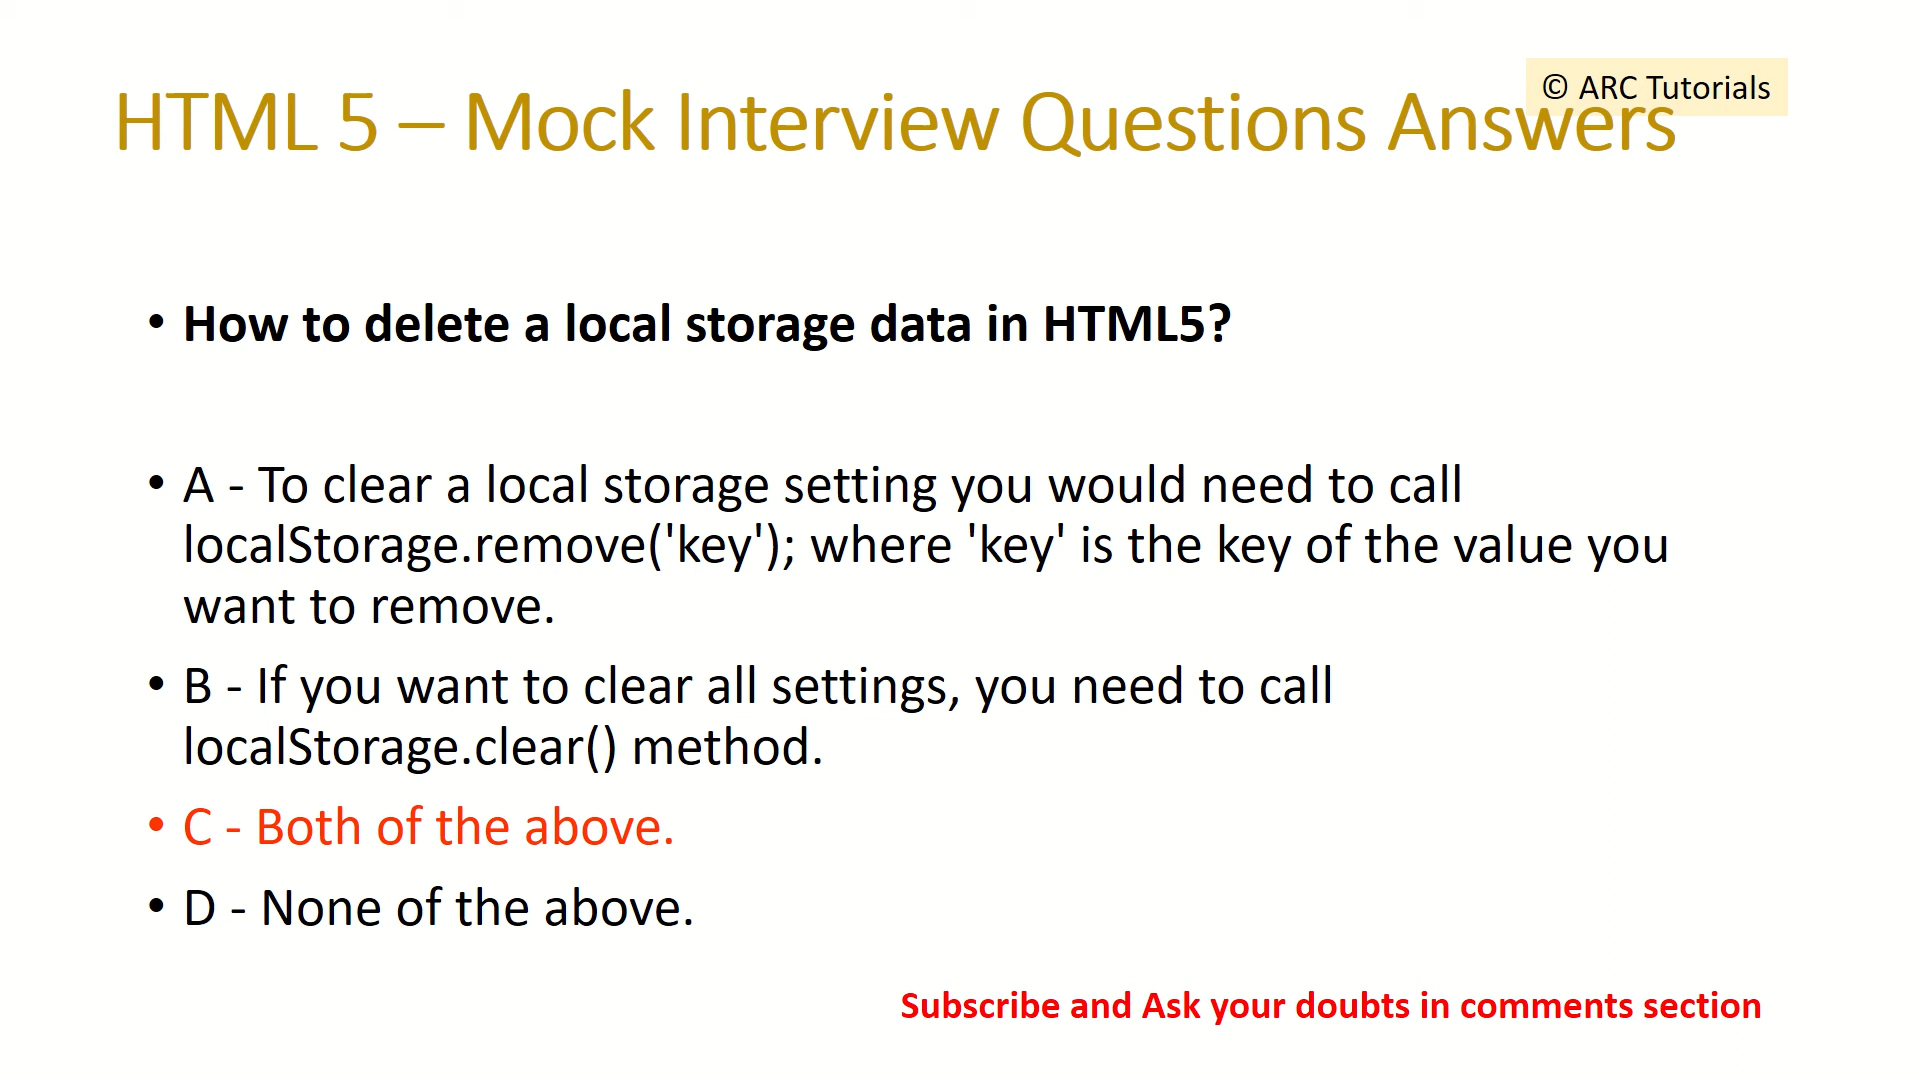 © ARC Tutorials
HTML 5 – Mock Interview Questions Answers
• How to delete a local storage data in HTML5?
• A - To clear a local storage setting you would need to call
localStorage.remove('key'); where 'key' is the key of the value you
want to remove.
• B - If you want to clear all settings, you need to call
localStorage.clear() method.
• C - Both of the above.
• D - None of the above.
Subscribe and Ask your doubts in comments section